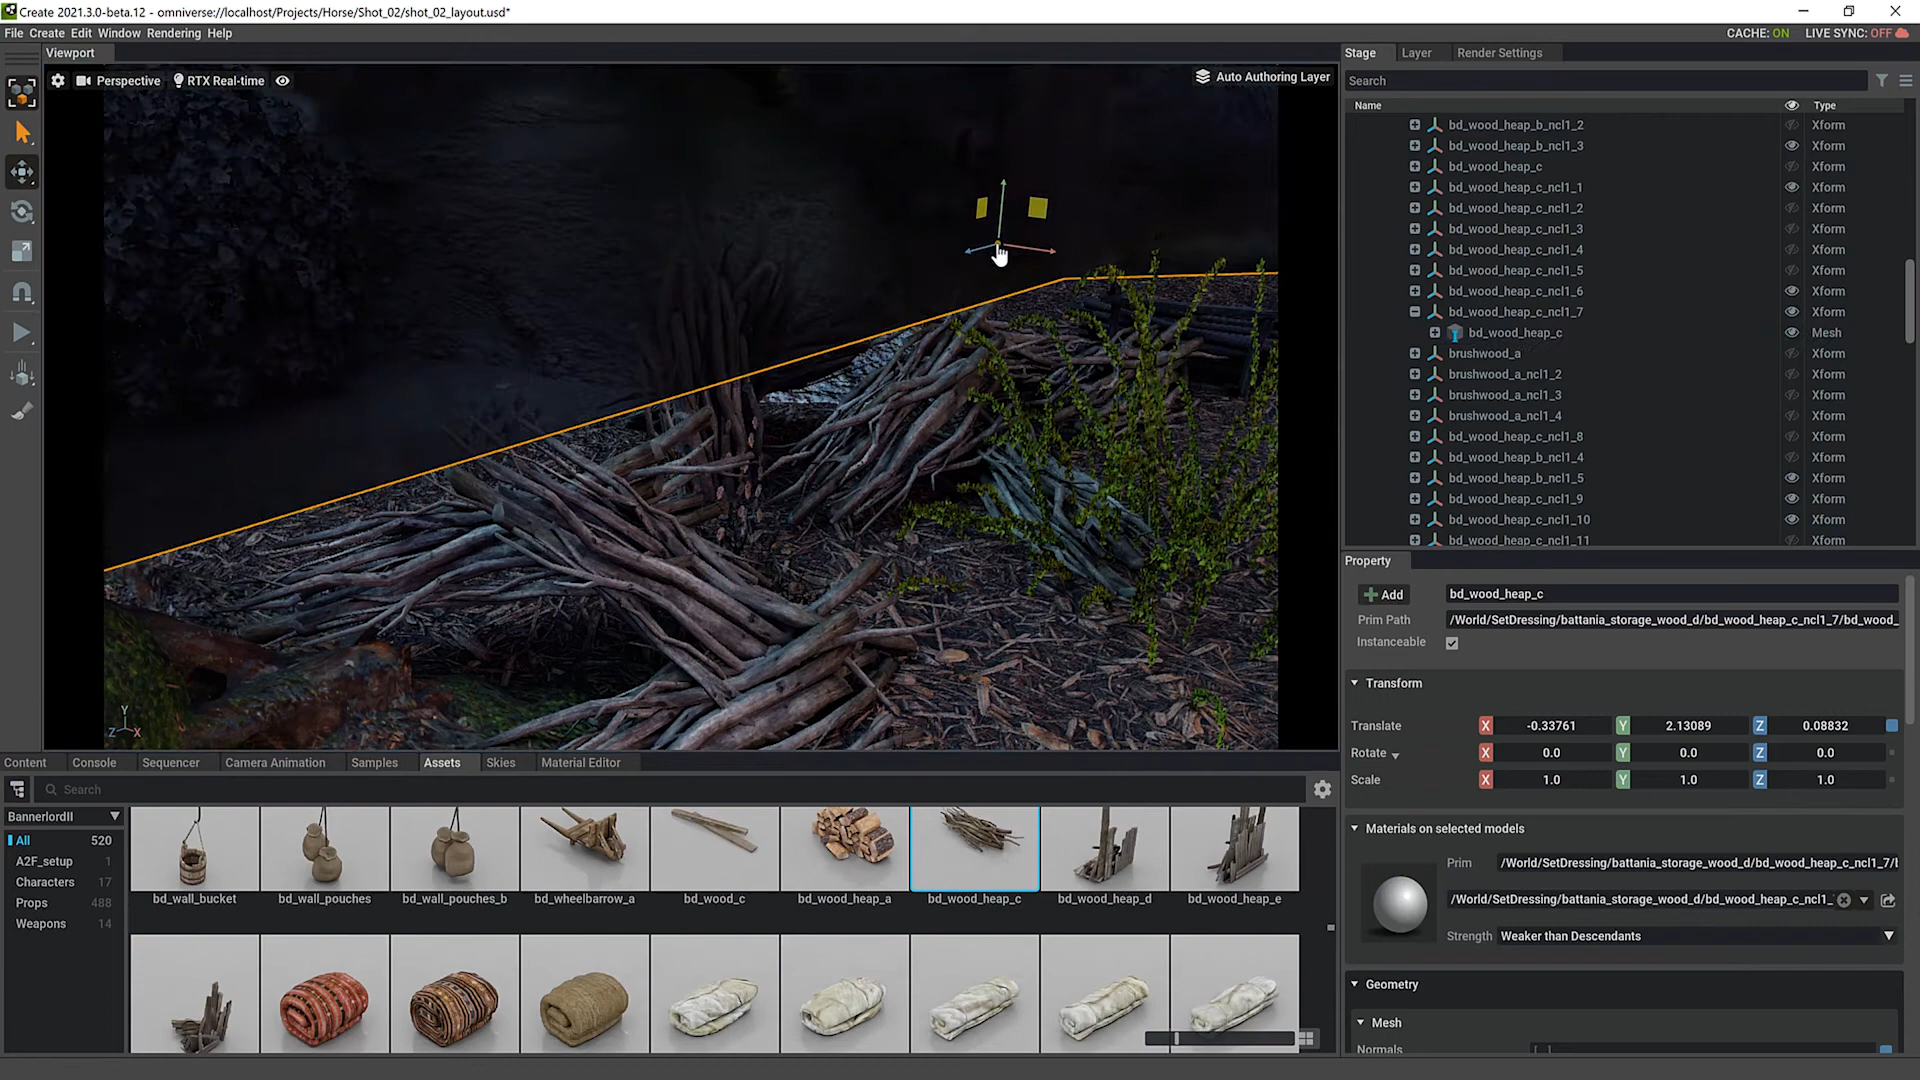 Create 2021.3.0-beta.12 - omniverse://localhost/Projects/Horse/Shot_02/shot_02_layout.usd*
File Create Edit Window Rendering Help
CACHE: ON LIVE SYNC: OFF
Viewport
Perspective
RTX Real-time
Auto Authoring Layer
Y
Z
X
Stage Layer Render Settings
Search
Name Type
bd_wood_heap_b_ncl1_2 Xform
bd_wood_heap_b_ncl1_3 Xform
bd_wood_heap_c Xform
bd_wood_heap_c_ncl1_1 Xform
bd_wood_heap_c_ncl1_2 Xform
bd_wood_heap_c_ncl1_3 Xform
bd_wood_heap_c_ncl1_4 Xform
bd_wood_heap_c_ncl1_5 Xform
bd_wood_heap_c_ncl1_6 Xform
bd_wood_heap_c_ncl1_7 Xform
bd_wood_heap_c Mesh
brushwood_a Xform
brushwood_a_ncl1_2 Xform
brushwood_a_ncl1_3 Xform
brushwood_a_ncl1_4 Xform
bd_wood_heap_c_ncl1_8 Xform
bd_wood_heap_b_ncl1_4 Xform
bd_wood_heap_b_ncl1_5 Xform
bd_wood_heap_c_ncl1_9 Xform
bd_wood_heap_c_ncl1_10 Xform
bd_wood_heap_c_ncl1_11 Xform
Property
Add bd_wood_heap_c
Prim Path /World/SetDressing/battania_storage_wood_d/bd_wood_heap_c_ncl1_7/bd_wood_
Instanceable
Transform
Translate X -0.33761 Y 2.13089 Z 0.08832
Rotate X 0.0 Y 0.0 Z 0.0
Scale X 1.0 Y 1.0 Z 1.0
Materials on selected models
Prim /World/SetDressing/battania_storage_wood_d/bd_wood_heap_c_ncl1_7/b
/World/SetDressing/battania_storage_wood_d/bd_wood_heap_c_ncl1_
Strength Weaker than Descendants
Geometry
Mesh
Normals [ ]
Content Console Sequencer Camera Animation Samples Assets Skies Material Editor
Search
BannerlordII
All 520
A2F_setup 1
Characters 17
Props 488
Weapons 14
bd_wall_bucket
bd_wall_pouches
bd_wall_pouches_b
bd_wheelbarrow_a
bd_wood_c
bd_wood_heap_a
bd_wood_heap_c
bd_wood_heap_d
bd_wood_heap_e